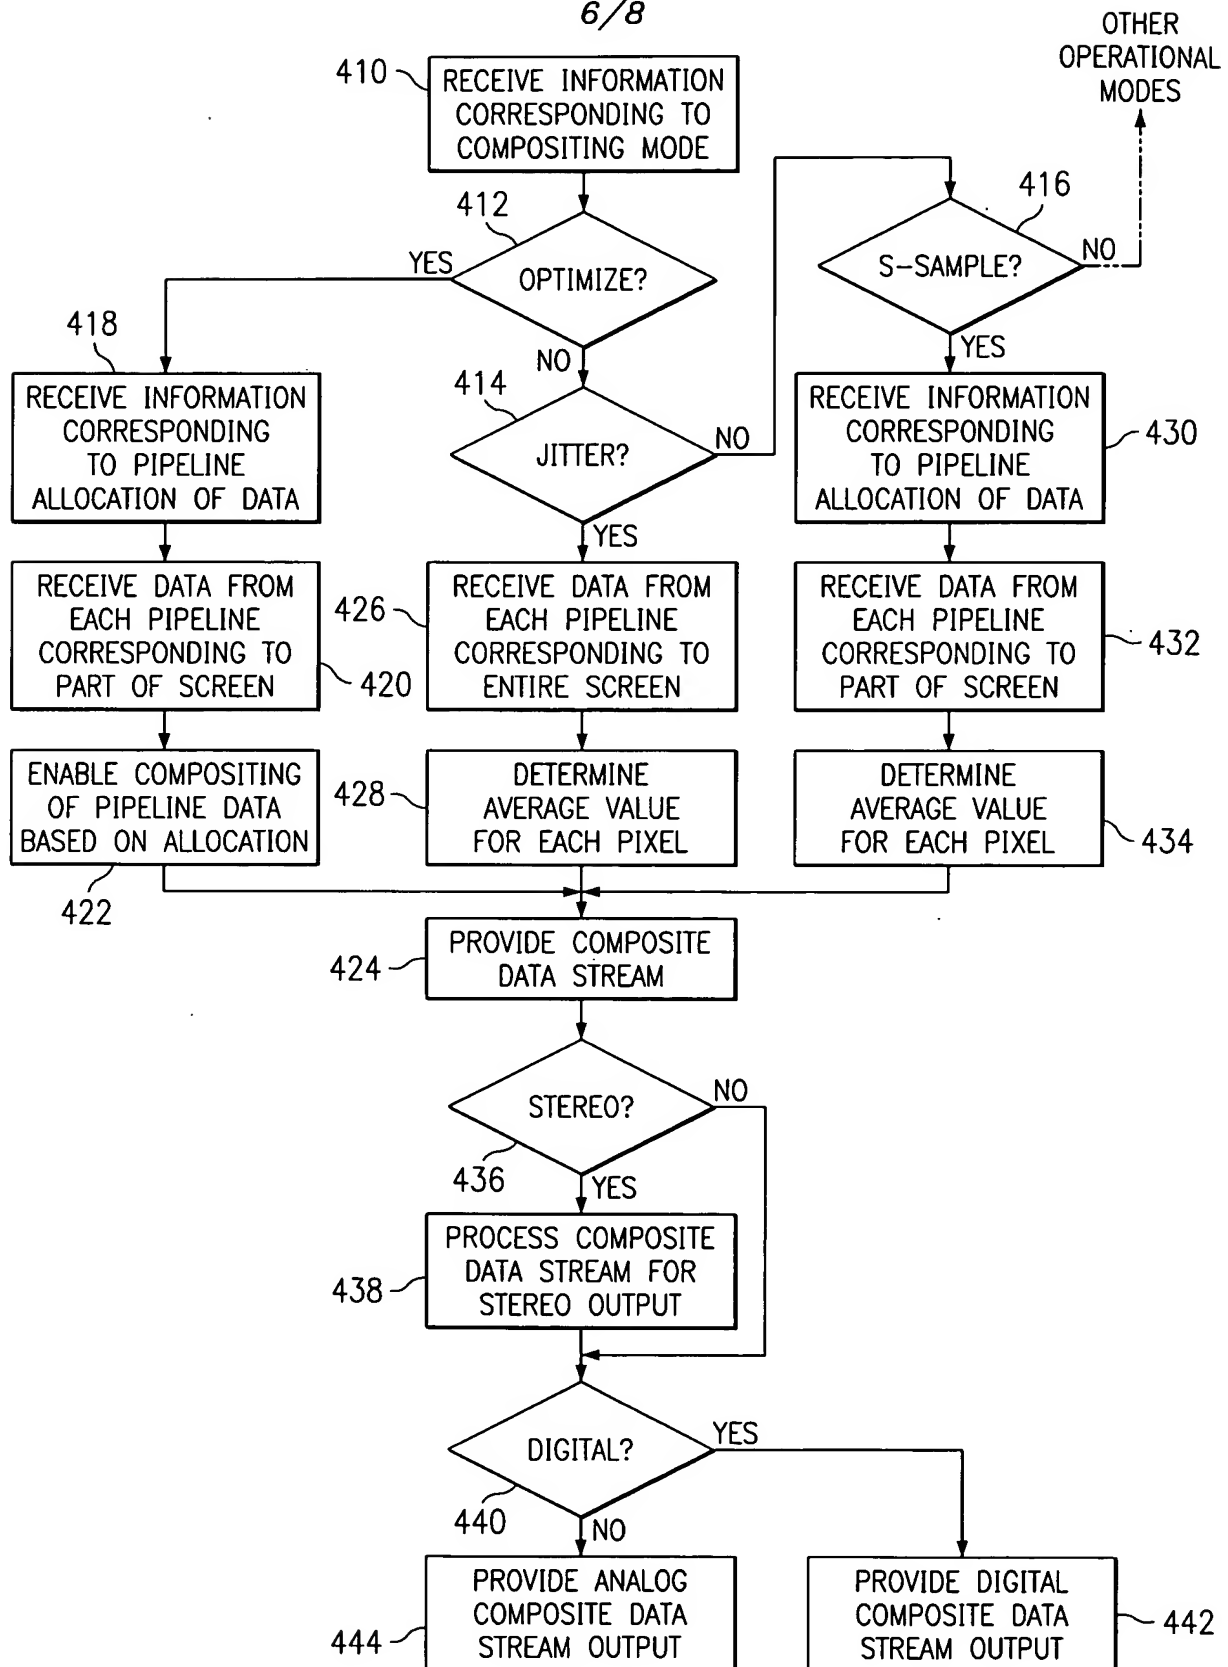 6/8
OTHER
OPERATIONAL
MODES
410
RECEIVE INFORMATION
CORRESPONDING TO
COMPOSITING MODE
412
OPTIMIZE?
YES
NO
416
S-SAMPLE?
NO
YES
414
JITTER?
NO
YES
418
RECEIVE INFORMATION
CORRESPONDING
TO PIPELINE
ALLOCATION OF DATA
RECEIVE INFORMATION
CORRESPONDING
TO PIPELINE
ALLOCATION OF DATA
430
RECEIVE DATA FROM
EACH PIPELINE
CORRESPONDING TO
PART OF SCREEN
420
426
RECEIVE DATA FROM
EACH PIPELINE
CORRESPONDING TO
ENTIRE SCREEN
RECEIVE DATA FROM
EACH PIPELINE
CORRESPONDING TO
PART OF SCREEN
432
ENABLE COMPOSITING
OF PIPELINE DATA
BASED ON ALLOCATION
422
428
DETERMINE
AVERAGE VALUE
FOR EACH PIXEL
DETERMINE
AVERAGE VALUE
FOR EACH PIXEL
434
424
PROVIDE COMPOSITE
DATA STREAM
STEREO?
NO
436
YES
438
PROCESS COMPOSITE
DATA STREAM FOR
STEREO OUTPUT
DIGITAL?
YES
440
NO
444
PROVIDE ANALOG
COMPOSITE DATA
STREAM OUTPUT
PROVIDE DIGITAL
COMPOSITE DATA
STREAM OUTPUT
442